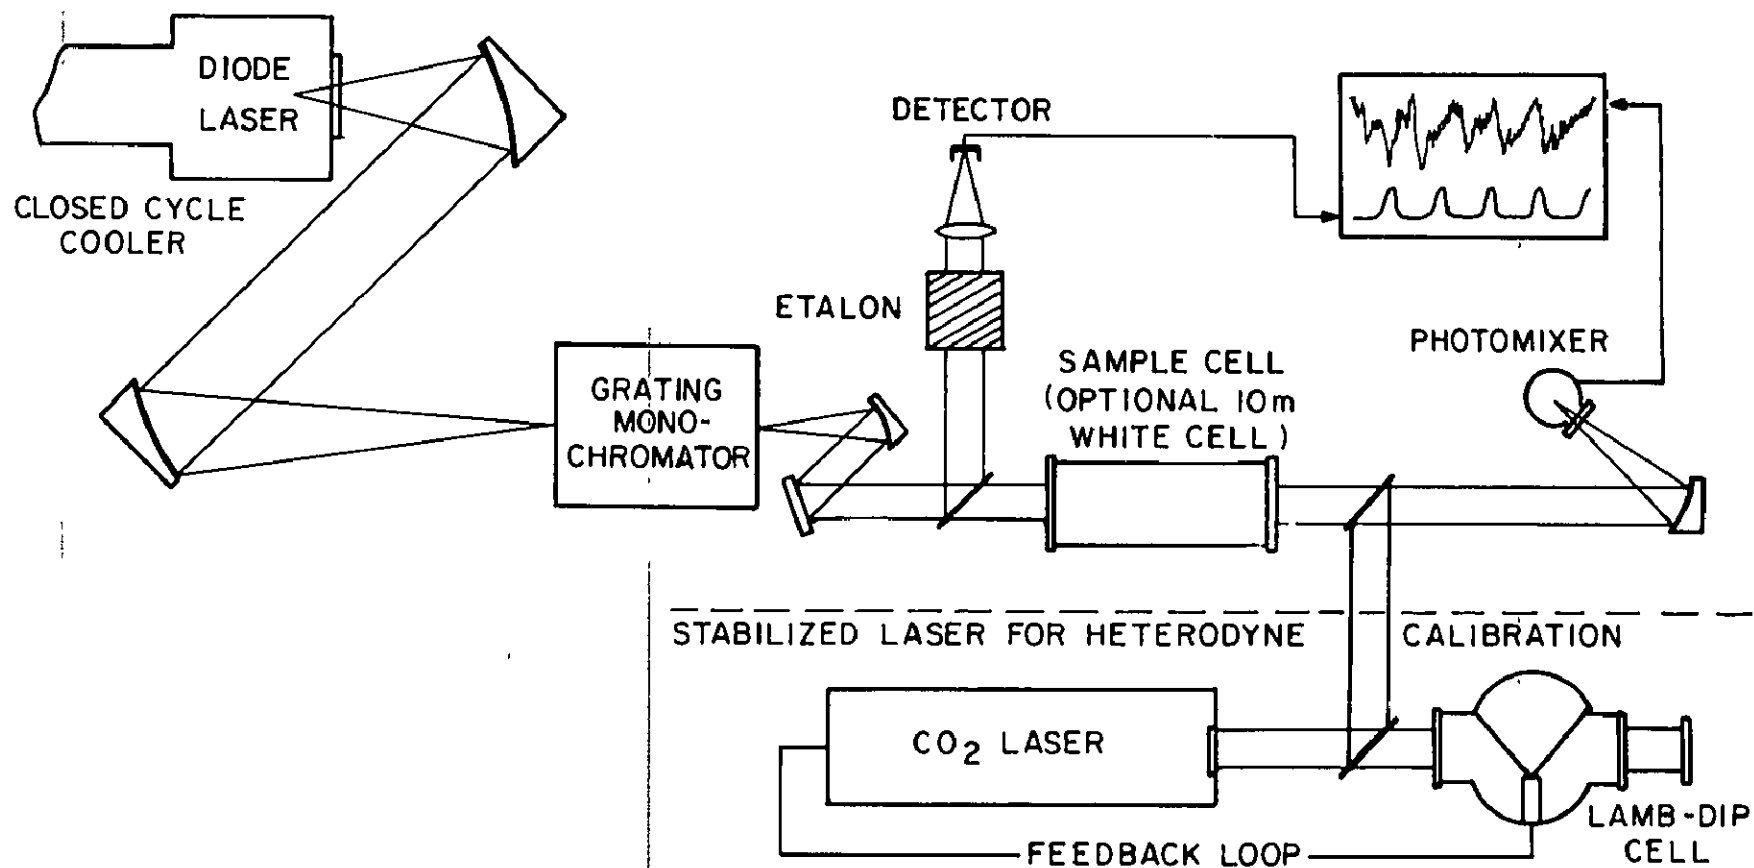 DIODE
LASER
CLOSED CYCLE
COOLER
DETECTOR
ETALON
GRATING
MONO-
CHROMATOR
SAMPLE CELL
(OPTIONAL 10m
WHITE CELL)
PHOTOMIXER
STABILIZED LASER FOR HETERODYNE CALIBRATION
CO₂ LASER
LAMB-DIP
CELL
FEEDBACK LOOP